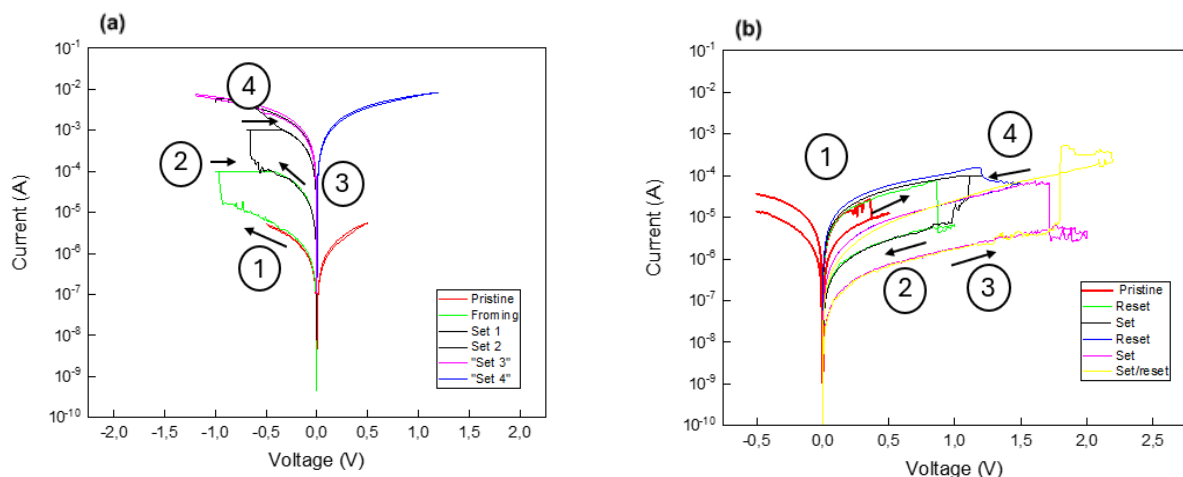 (a)
10-1
10-2
10-3
10-4
10-5
10-6
10-7
10-8
10-9
10-10
Current (A)
4
2
3
1
Pristine
Froming
Set 1
Set 2
"Set 3"
"Set 4"
-2,0 -1,5 -1,0 -0,5 0,0 0,5 1,0 1,5 2,0
Voltage (V)
(b)
10-1
10-2
10-3
10-4
10-5
10-6
10-7
10-8
10-9
10-10
Current (A)
1
4
2
3
Pristine
Reset
Set
Reset
Set
Set/reset
-0,5 0,0 0,5 1,0 1,5 2,0 2,5
Voltage (V)